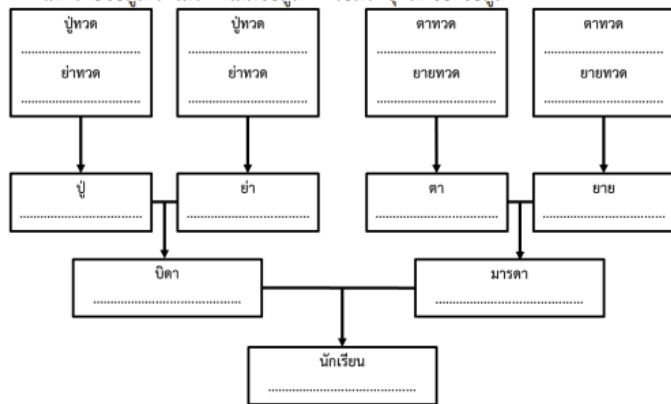 ปู่ทวด
ย่าทวด
ปู่ทวด
ย่าทวด
ตาทวด
ยายทวด
ตาทวด
ยายทวด
ปู่
ย่า
ตา
ยาย
บิดา
มารดา
นักเรียน